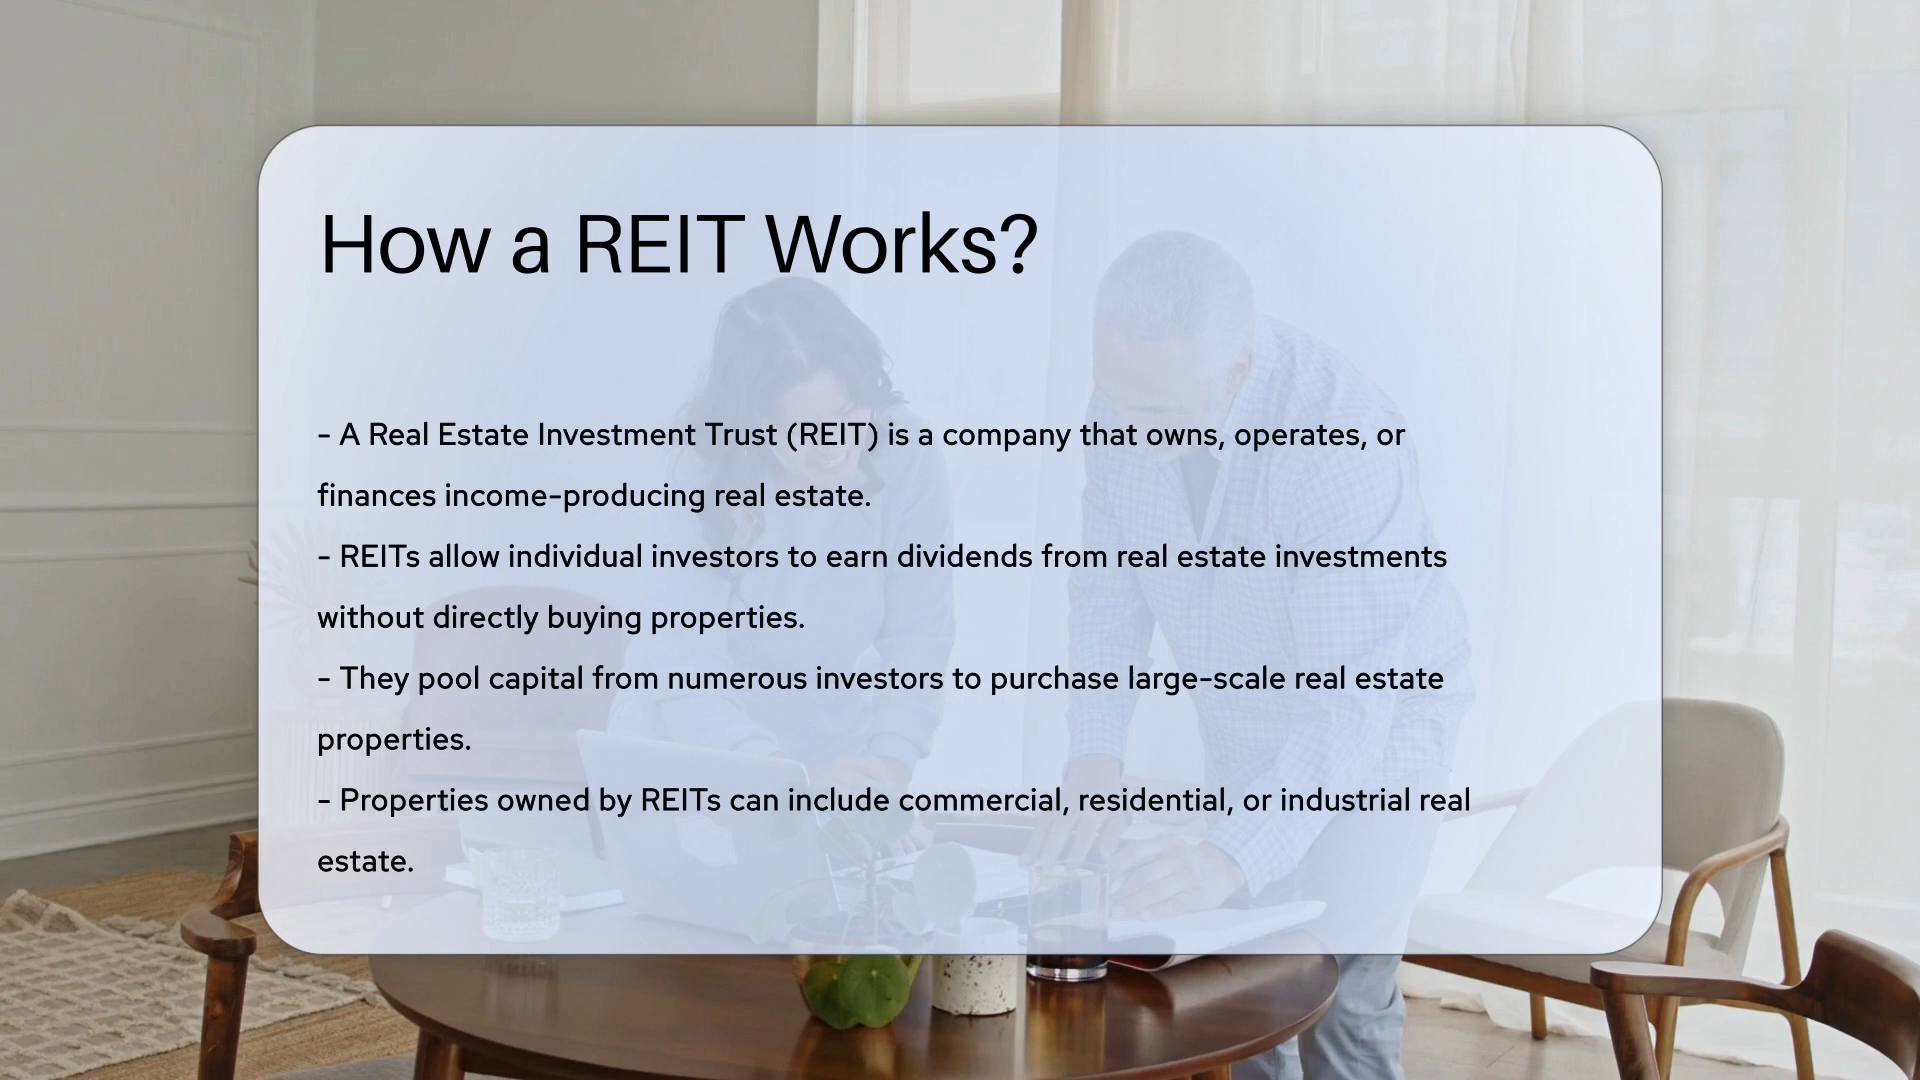 How a REIT Works?
- A Real Estate Investment Trust (REIT) is a company that owns, operates, or
finances income-producing real estate.
- REITs allow individual investors to earn dividends from real estate investments
without directly buying properties.
- They pool capital from numerous investors to purchase large-scale real estate
properties.
- Properties owned by REITs can include commercial, residential, or industrial real
estate.